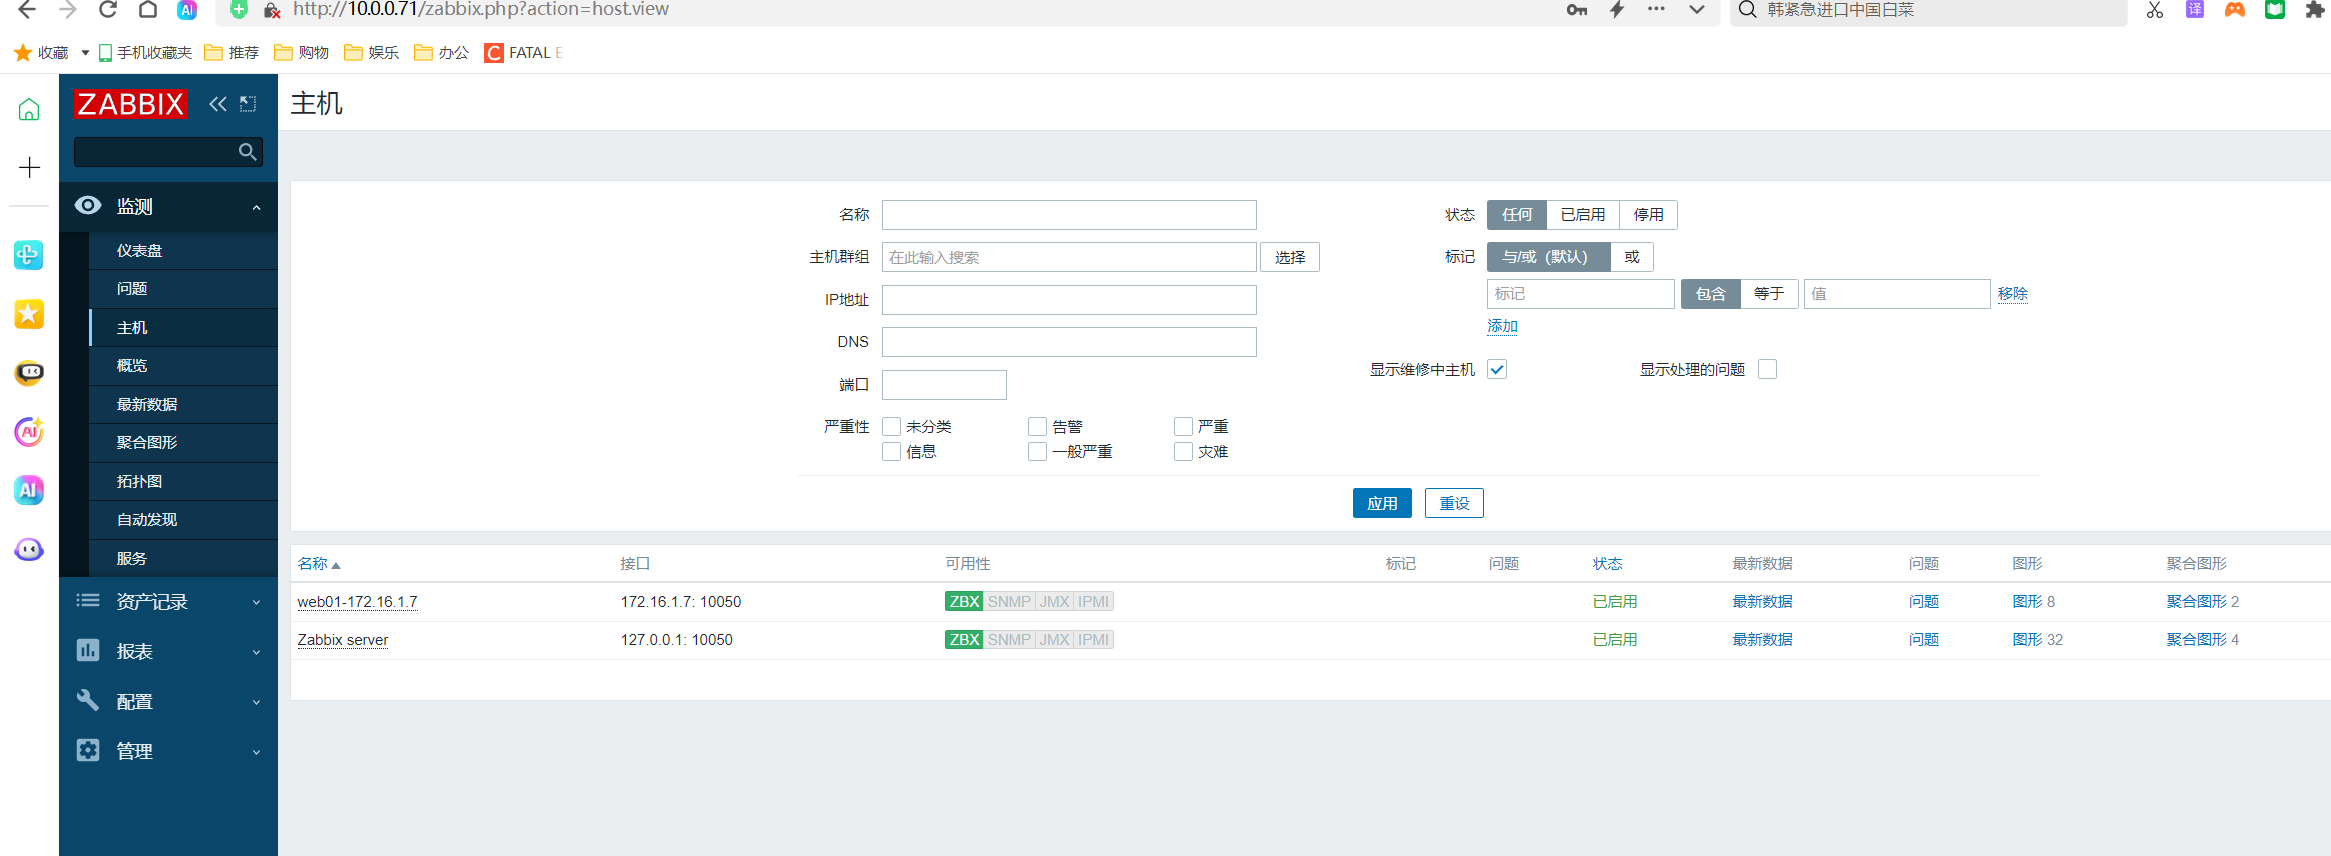 http://10.0.0.71/zabbix.php?action=host.view
韩紧急进口中国白菜
译
收藏 手机收藏夹 推荐 购物 娱乐 办公 C FATAL E
ZABBIX
主机
监测
仪表盘
问题
主机
概览
最新数据
聚合图形
拓扑图
自动发现
服务
资产记录
报表
配置
管理
AI
AI
AI
名称
主机群组 在此输入搜索 选择
IP地址
DNS
端口
严重性 未分类 告警 严重
信息 一般严重 灾难
状态 任何 已启用 停用
标记 与/或（默认） 或
标记 包含 等于 值 移除
添加
显示维修中主机 显示处理的问题
应用 重设
名称 接口 可用性 标记 问题 状态 最新数据 问题 图形 聚合图形
web01-172.16.1.7 172.16.1.7: 10050 ZBX SNMP JMX IPMI 已启用 最新数据 问题 图形 8 聚合图形 2
Zabbix server 127.0.0.1: 10050 ZBX SNMP JMX IPMI 已启用 最新数据 问题 图形 32 聚合图形 4